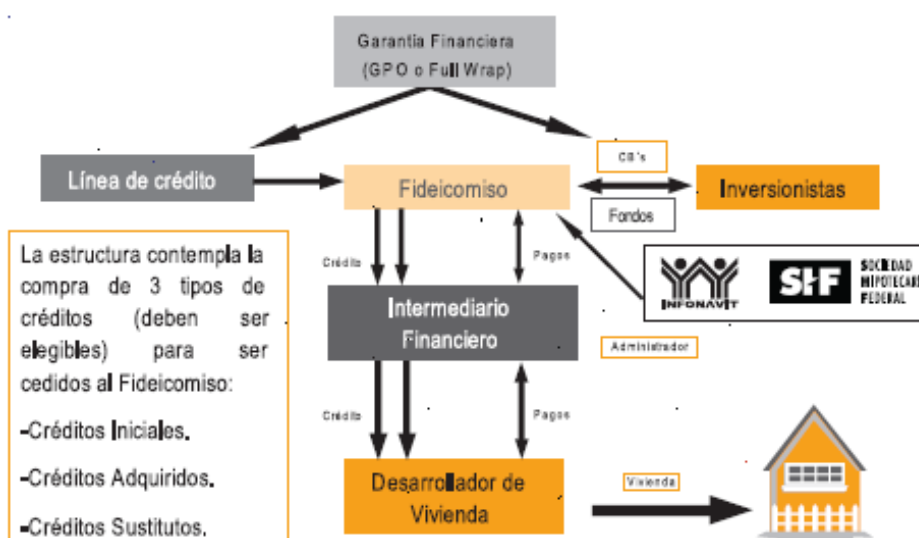 Garantía Financiera
(GPO o Full Wrap)
Línea de crédito
Fideicomiso
CB's
Fondos
Inversionistas
La estructura contempla la
compra de 3 tipos de
créditos (deben ser
elegibles) para ser
cedidos al Fideicomiso:
-Créditos Iniciales.
-Créditos Adquiridos.
-Créditos Sustitutos.
Crédito
Pagos
INFONAVIT
SHF
SOCIEDAD
HIPOTECARIA
FEDERAL
Intermediario
Financiero
Administrador
Crédito
Pagos
Desarrollador de
Vivienda
Vivienda